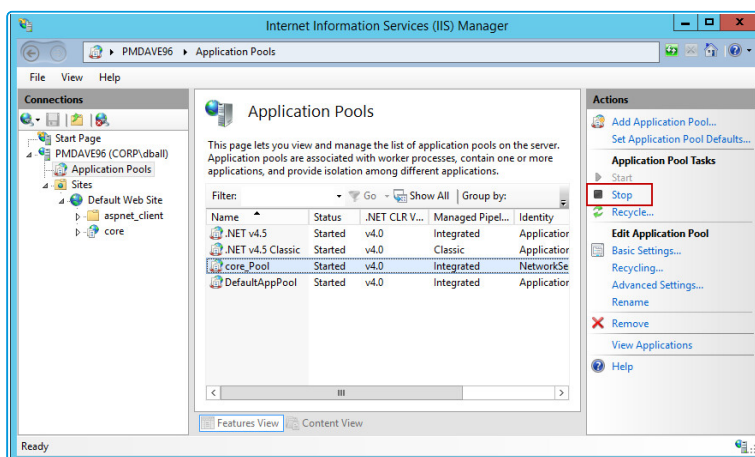 Internet Information Services (IIS) Manager
PMDAVE96 Application Pools
File View Help
Connections
Start Page
PMDAVE96 (CORP\dball)
Application Pools
Sites
Default Web Site
aspnet_client
core
Application Pools
This page lets you view and manage the list of application pools on the server.
Application pools are associated with worker processes, contain one or more
applications, and provide isolation among different applications.
Filter: Go Show All Group by:
Name Status .NET CLR V... Managed Pipel... Identity
.NET v4.5 Started v4.0 Integrated Application
.NET v4.5 Classic Started v4.0 Classic Application
core_Pool Started v4.0 Integrated NetworkSe
DefaultAppPool Started v4.0 Integrated Application
Features View Content View
Actions
Add Application Pool...
Set Application Pool Defaults...
Application Pool Tasks
Start
Stop
Recycle...
Edit Application Pool
Basic Settings...
Recycling...
Advanced Settings...
Rename
Remove
View Applications
Help
Ready